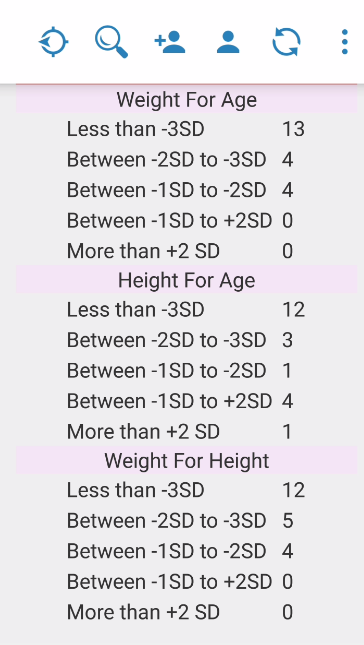 Weight For Age
Less than -3SD 13
Between -2SD to -3SD 4
Between -1SD to -2SD 4
Between -1SD to +2SD 0
More than +2 SD 0
Height For Age
Less than -3SD 12
Between -2SD to -3SD 3
Between -1SD to -2SD 1
Between -1SD to +2SD 4
More than +2 SD 1
Weight For Height
Less than -3SD 12
Between -2SD to -3SD 5
Between -1SD to -2SD 4
Between -1SD to +2SD 0
More than +2 SD 0